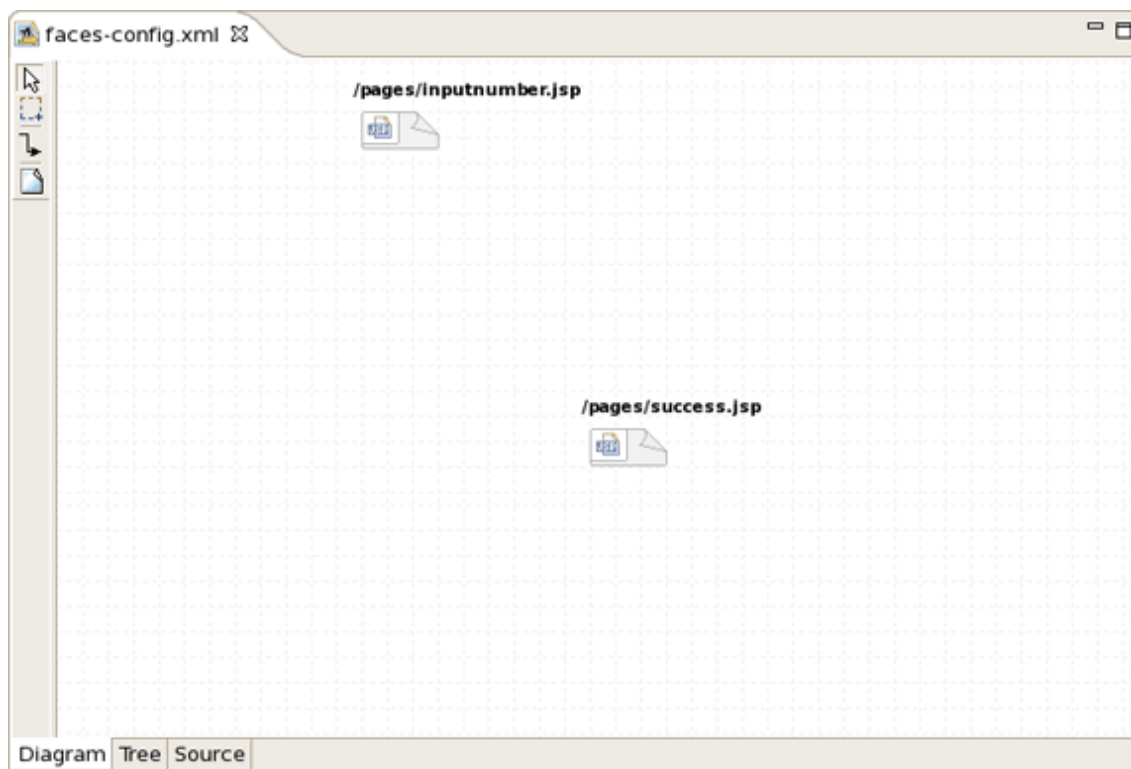 faces-config.xml
/pages/inputnumber.jsp
/pages/success.jsp
Diagram Tree Source